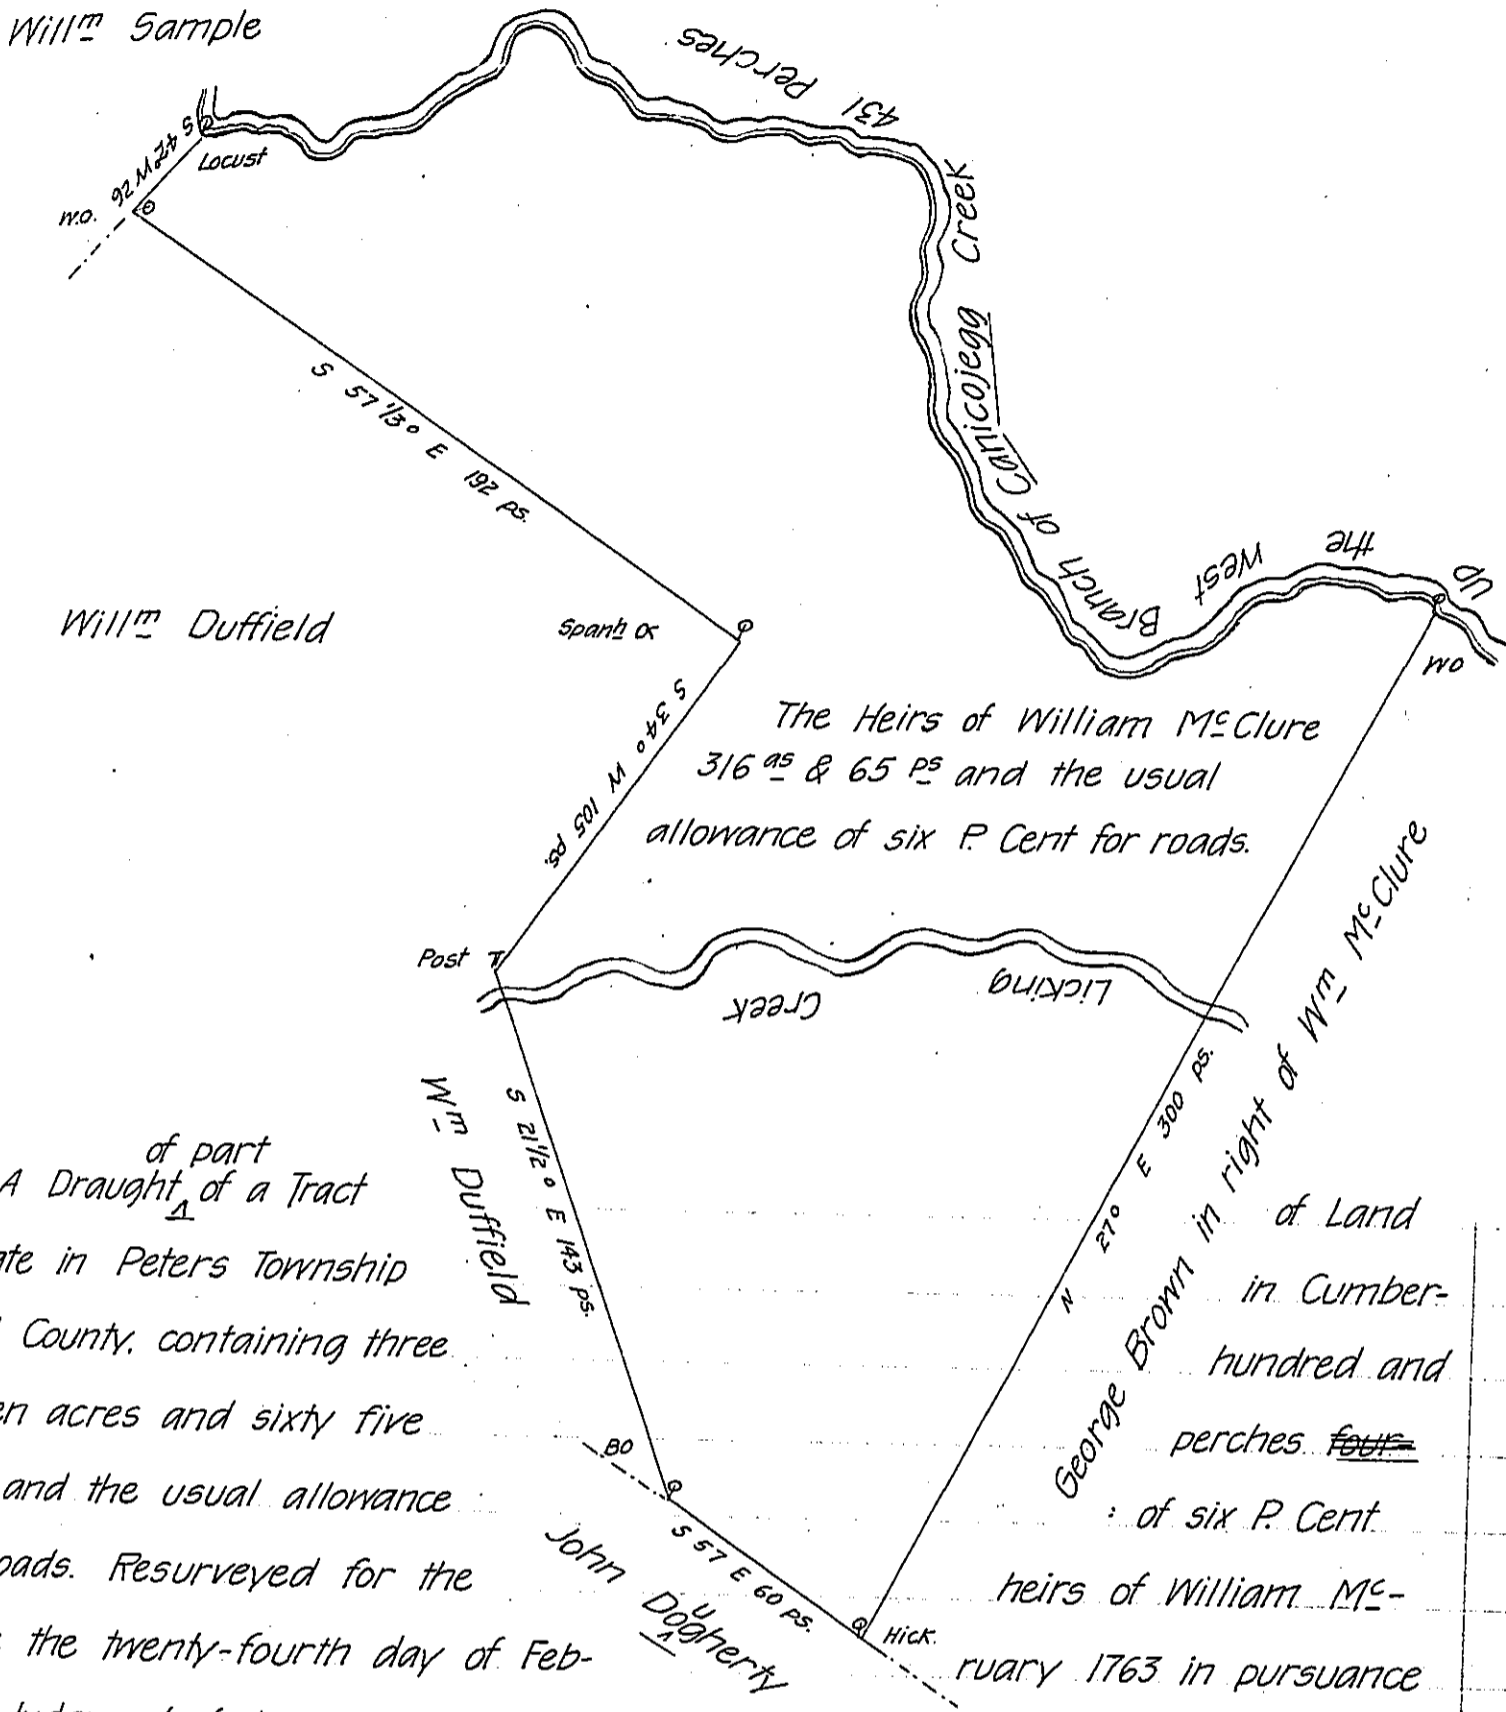 Will<u>m</u> Sample
431 Perches
S 47° W 26
Locust
W.O.
S 57 1/3° E 192 ps.
up the West Branch of Canicojegg Creek
Will<u>m</u> Duffield
Spanh Ok
WO
S 34° W 105 ps.
The Heirs of William McClure
316 as & 65 ps and the usual
allowance of six P. Cent for roads.
Post
Licking Creek
Wm Duffield
S 21 1/2° E 143 ps.
N 27° E 300 ps.
George Brown in right of Wm McClure
BO
S 57 E 60 ps.
Hick.
John Dougherty
of part
A Draught ^ of a Tract of Land
ate in Peters Township in Cumber-
County. containing three hundred and
en acres and sixty five perches four
and the usual allowance : of six P. Cent
oads. Resurveyed for the heirs of William Mc-
the twenty-fourth day of Feb- ruary 1763 in pursuance